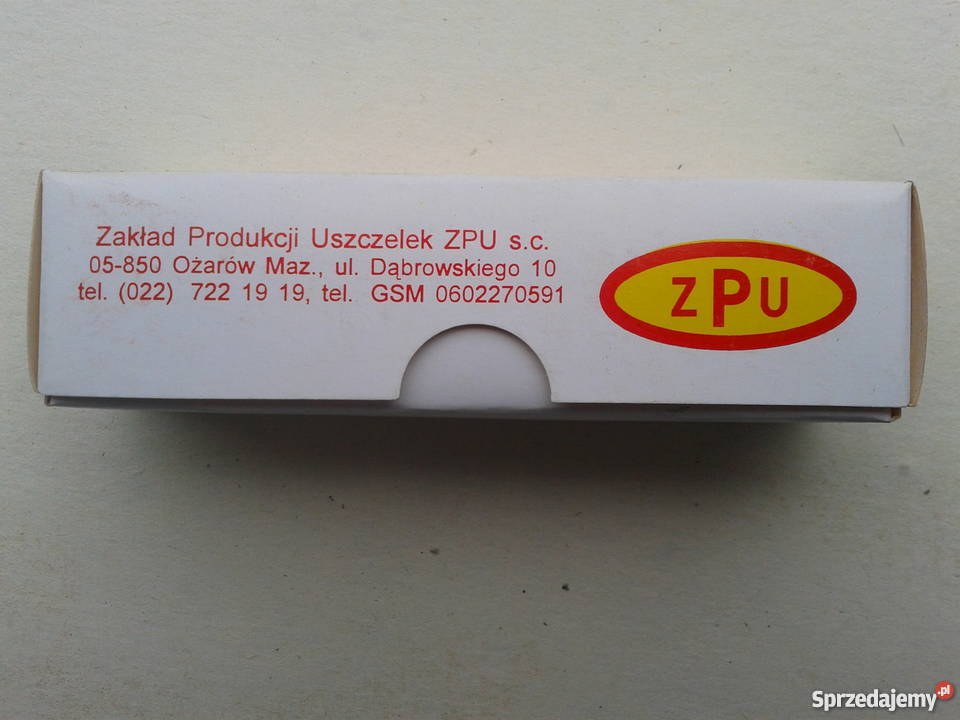 Zakład Produkcji Uszczelek ZPU s.c.
05-850 Ożarów Maz., ul. Dąbrowskiego 10
tel. (022) 722 19 19, tel. GSM 0602270591
ZPU
Sprzedajemy.pl